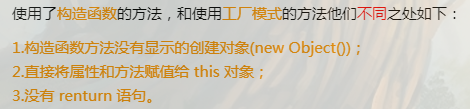 使用了构造函数的方法，和使用工厂模式的方法他们不同之处如下：
1.构造函数方法没有显示的创建对象(new Object())；
2.直接将属性和方法赋值给 this 对象；
3.没有 renturn 语句。